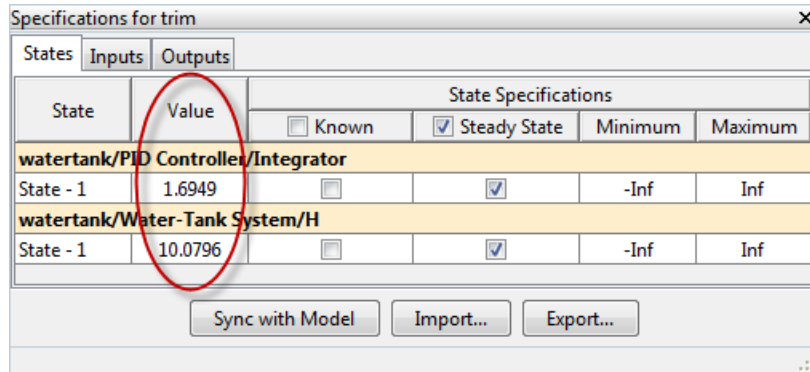 Specifications for trim
States Inputs Outputs
State Value State Specifications
Known Steady State Minimum Maximum
watertank/PID Controller/Integrator
State - 1 1.6949 -Inf Inf
watertank/Water-Tank System/H
State - 1 10.0796 -Inf Inf
Sync with Model Import... Export...